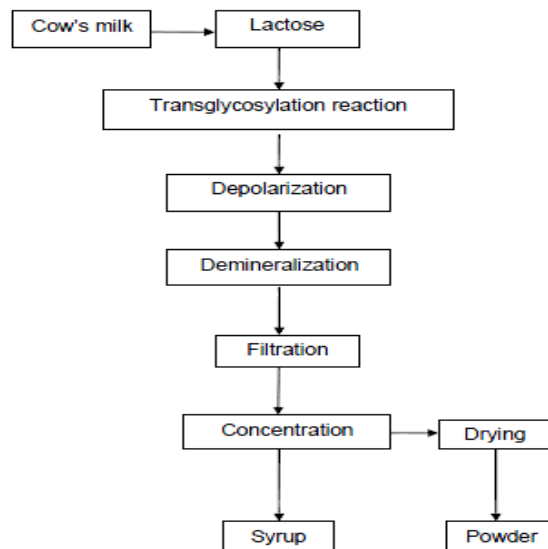 Cow's milk
Lactose
Transglycosylation reaction
Depolarization
Demineralization
Filtration
Concentration
Drying
Syrup
Powder